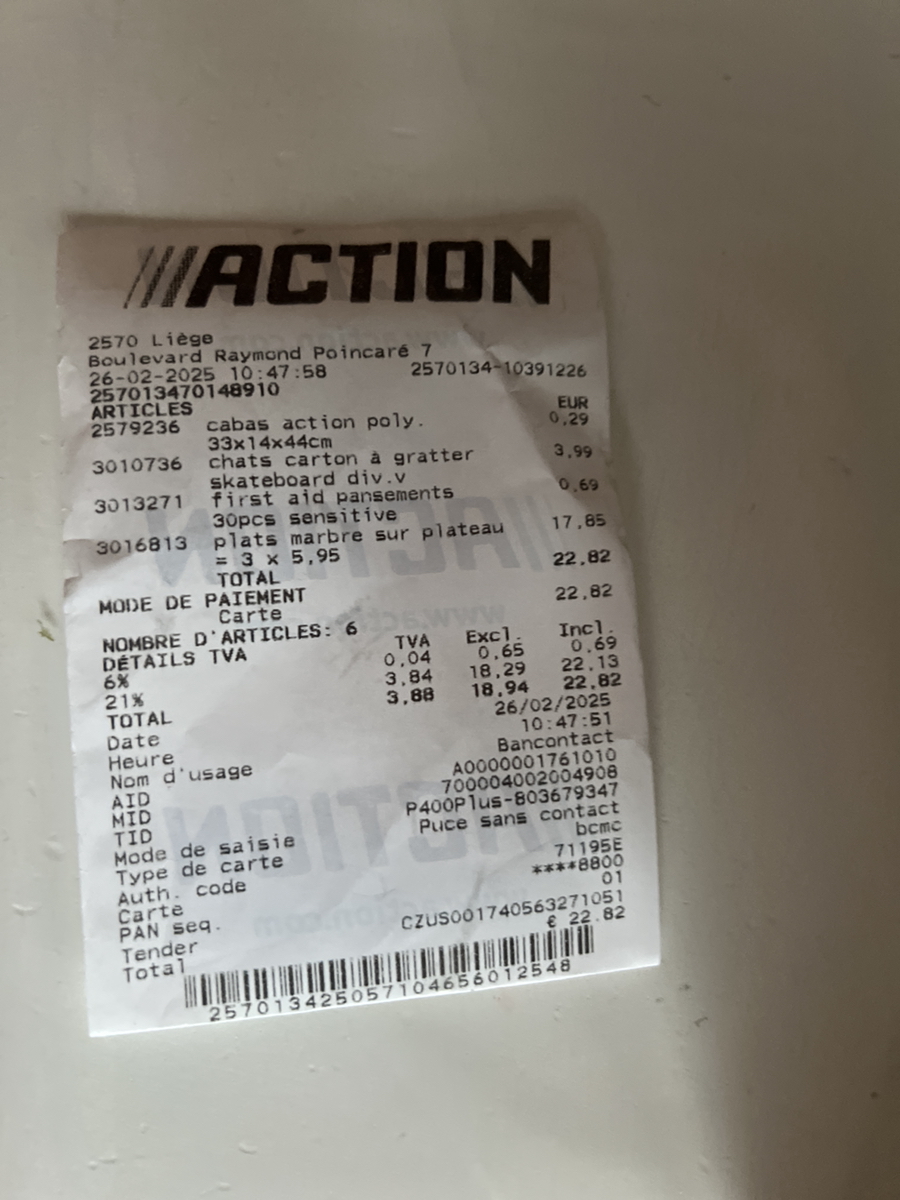 ///ACTION
2570 Liège
Boulevard Raymond Poincaré 7
26-02-2025 10:47:58 2570134-10391226
257013470148910
ARTICLES EUR
2579236 cabas action poly. 0,29
33x14x44cm
3010736 chats carton à gratter 3,99
skateboard div.v
3013271 first aid pansements 0,69
30pcs sensitive
3016813 plats marbre sur plateau 17,85
= 3 x 5,95
TOTAL 22,82
MODE DE PAIEMENT
Carte 22,82
NOMBRE D'ARTICLES: 6
DÉTAILS TVA TVA Excl. Incl.
6% 0,04 0,65 0,69
21% 3,84 18,29 22,13
TOTAL 3,88 18,94 22,82
Date 26/02/2025
Heure 10:47:51
Nom d'usage Bancontact
AID A0000001761010
MID 700004002004908
TID P400Plus-803679347
Mode de saisie Puce sans contact
Type de carte bcmc
Auth. code 71195E
Carte ****8800
PAN seq. 01
Tender CZUS001740563271051
Total € 22.82
257013425057104656012548